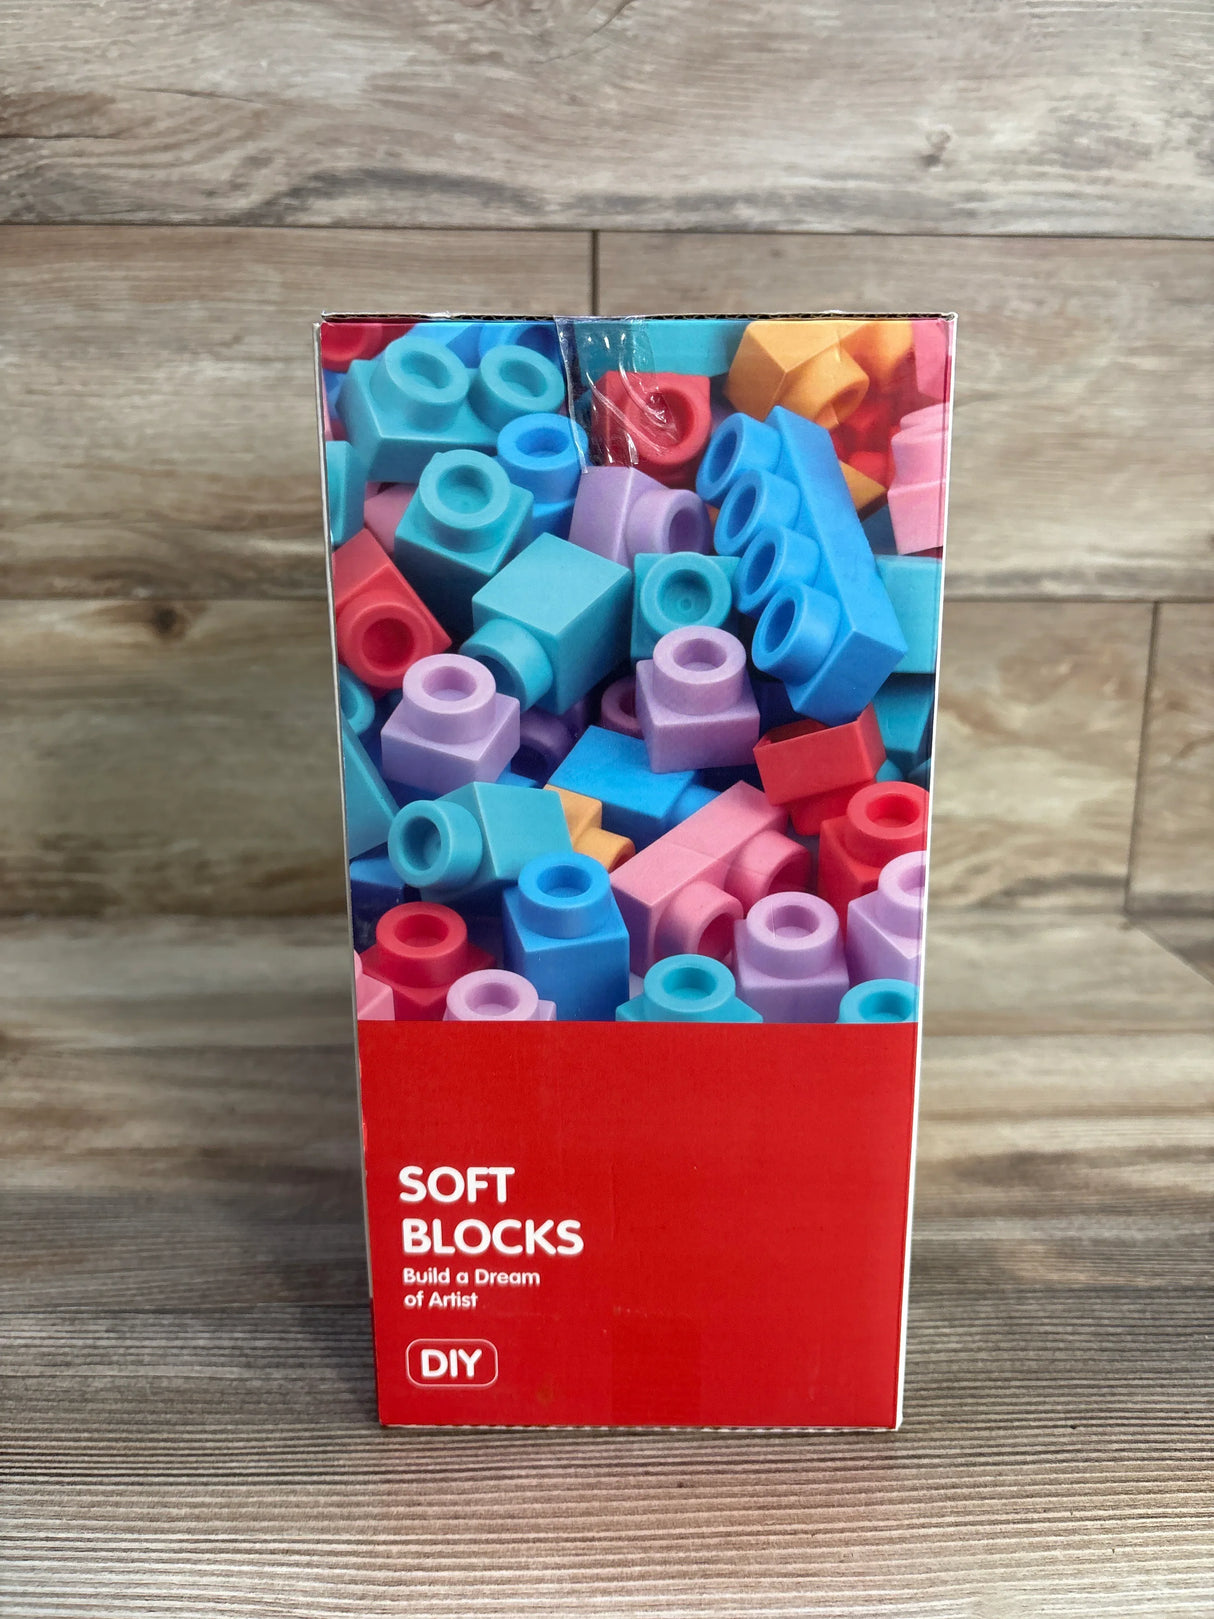 SOFT
BLOCKS
Build a Dream
of Artist
DIY